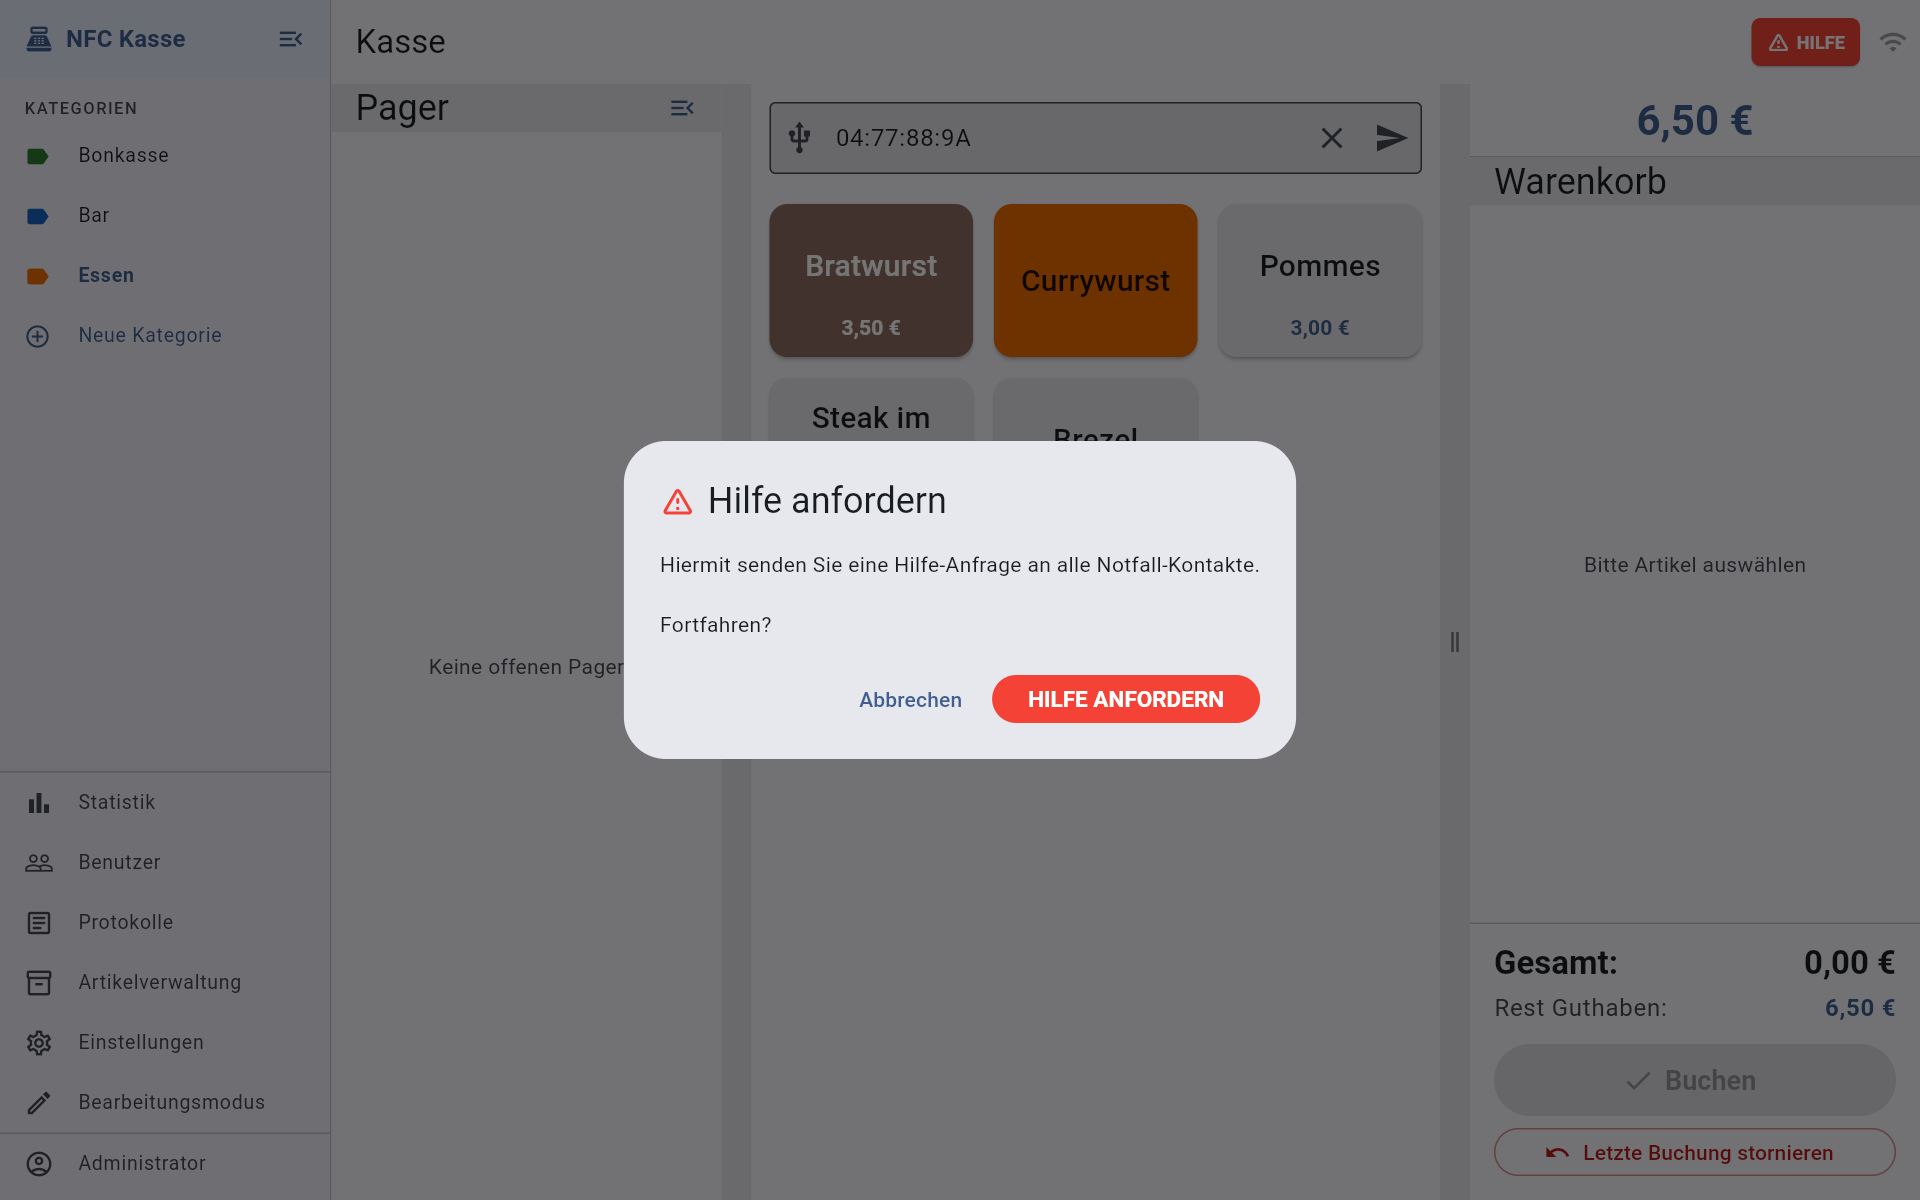 NFC Kasse
KATEGORIEN
Bonkasse
Bar
Essen
Neue Kategorie
Statistik
Benutzer
Protokolle
Artikelverwaltung
Einstellungen
Bearbeitungsmodus
Administrator
Kasse
HILFE
Pager
Keine offenen Pager
04:77:88:9A
Bratwurst
3,50 €
Currywurst
Pommes
3,00 €
Steak im
Brezel
Hilfe anfordern
Hiermit senden Sie eine Hilfe-Anfrage an alle Notfall-Kontakte.
Fortfahren?
Abbrechen
HILFE ANFORDERN
6,50 €
Warenkorb
Bitte Artikel auswählen
Gesamt: 0,00 €
Rest Guthaben: 6,50 €
Buchen
Letzte Buchung stornieren